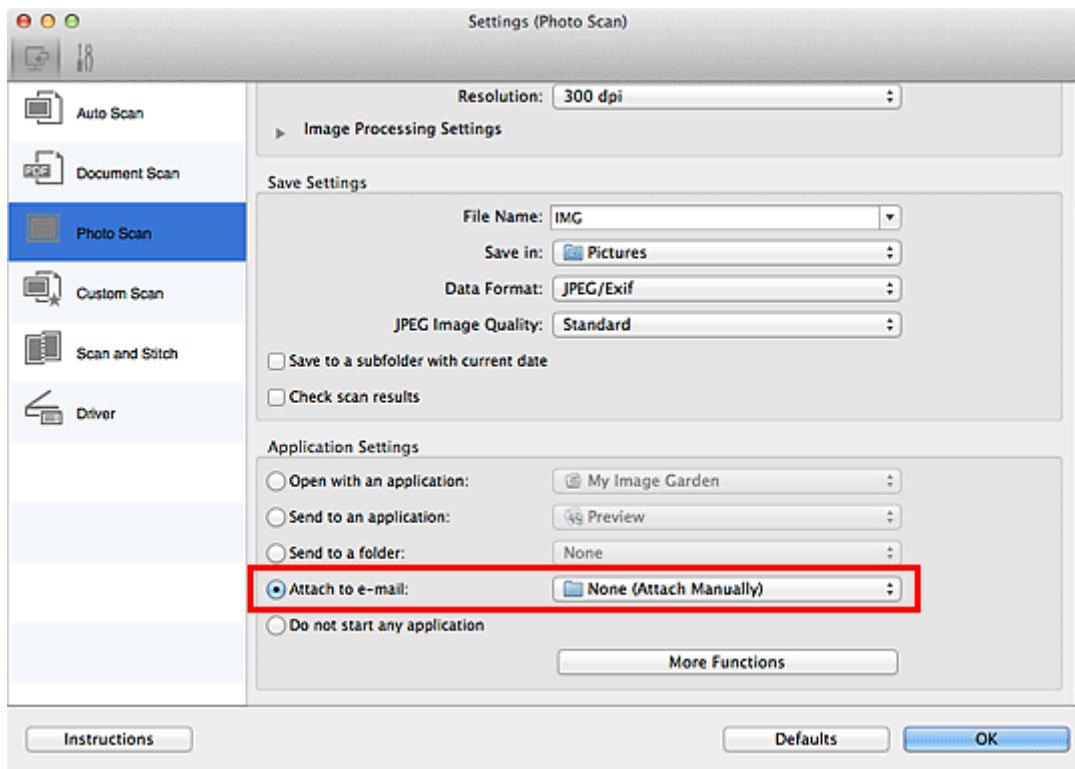 Settings (Photo Scan)
Auto Scan
PDF
Document Scan
Photo Scan
Custom Scan
Scan and Stitch
Driver
Resolution: 300 dpi
Image Processing Settings
Save Settings
File Name: IMG
Save in: Pictures
Data Format: JPEG/Exif
JPEG Image Quality: Standard
Save to a subfolder with current date
Check scan results
Application Settings
Open with an application: My Image Garden
Send to an application: Preview
Send to a folder: None
Attach to e-mail: None (Attach Manually)
Do not start any application
More Functions
Instructions
Defaults
OK